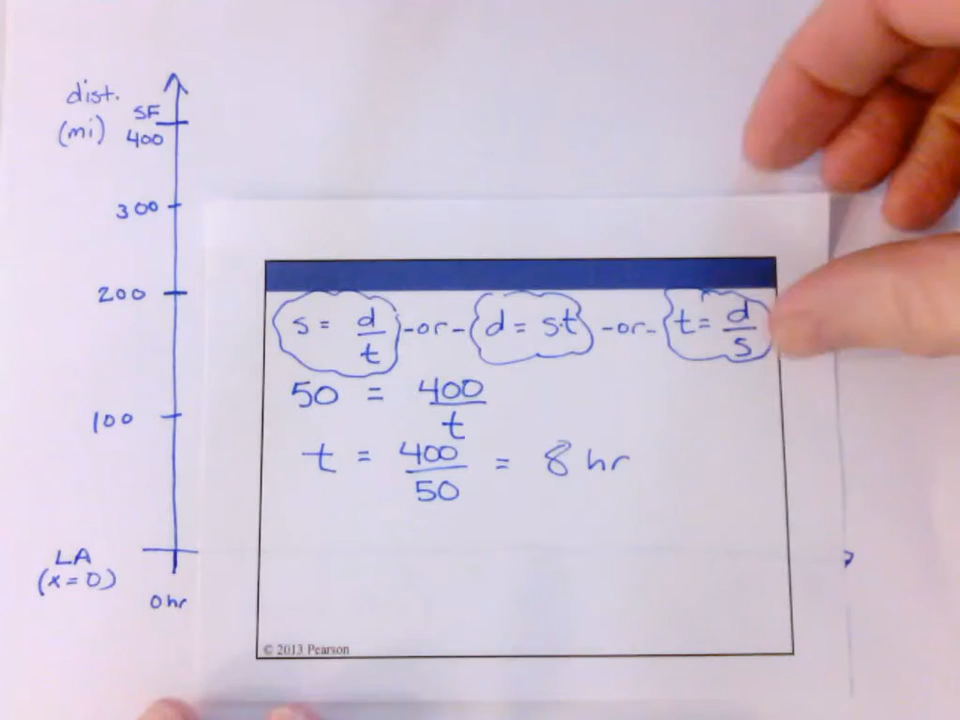 dist.
(mi)
SF
400
300
200
100
LA
(x=0)
0hr
s = d/t -or- d = s·t -or- t = d/s
50 = 400/t
t = 400/50 = 8 hr
© 2013 Pearson